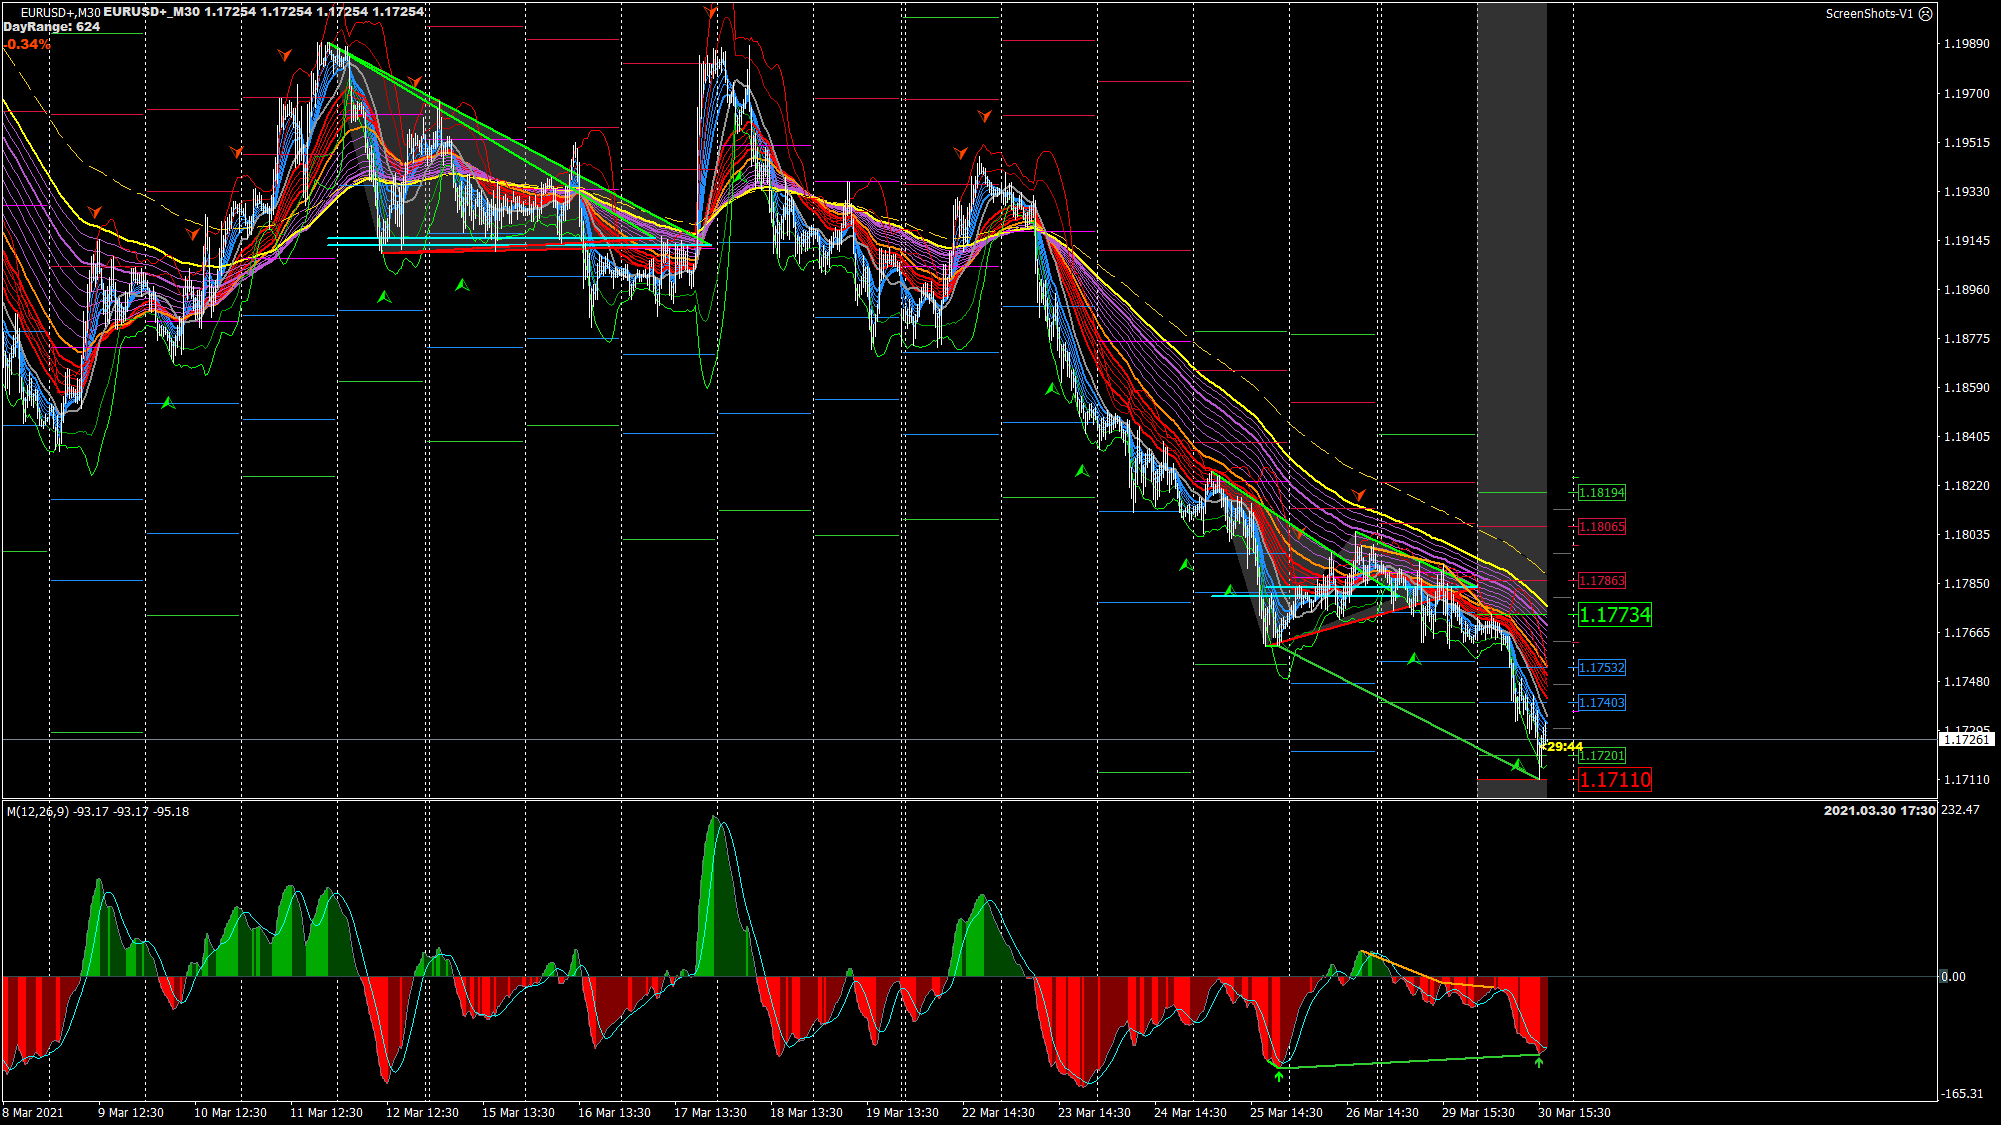 EURUSD+,M30 EURUSD+_M30 1.17254 1.17254 1.17254 1.17254
DayRange: 624
-0.34%
ScreenShots-V1
1.19890
1.19700
1.19515
1.19330
1.19145
1.18960
1.18775
1.18590
1.18405
1.18220
1.18035
1.17850
1.17665
1.17480
1.17295
1.17261
1.17110
1.18194
1.18065
1.17863
1.17734
1.17532
1.17403
29:44
1.17201
1.17110
M(12,26,9) -93.17 -93.17 -95.18
2021.03.30 17:30
232.47
0.00
-165.31
8 Mar 2021
9 Mar 12:30
10 Mar 12:30
11 Mar 12:30
12 Mar 12:30
15 Mar 13:30
16 Mar 13:30
17 Mar 13:30
18 Mar 13:30
19 Mar 13:30
22 Mar 14:30
23 Mar 14:30
24 Mar 14:30
25 Mar 14:30
26 Mar 14:30
29 Mar 15:30
30 Mar 15:30